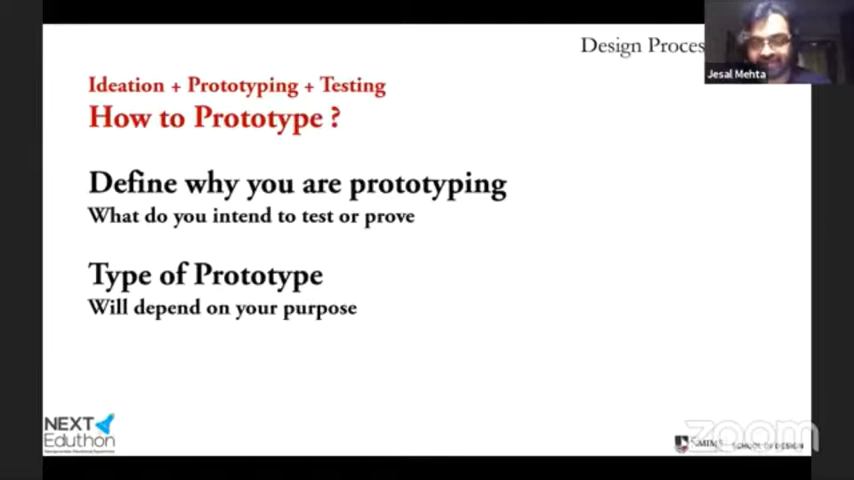 Design Proces
Jesal Mehta
Ideation + Prototyping + Testing
How to Prototype ?
Define why you are prototyping
What do you intend to test or prove
Type of Prototype
Will depend on your purpose
NEXT
Eduthon
zoom
SCHOOL OF DESIGN